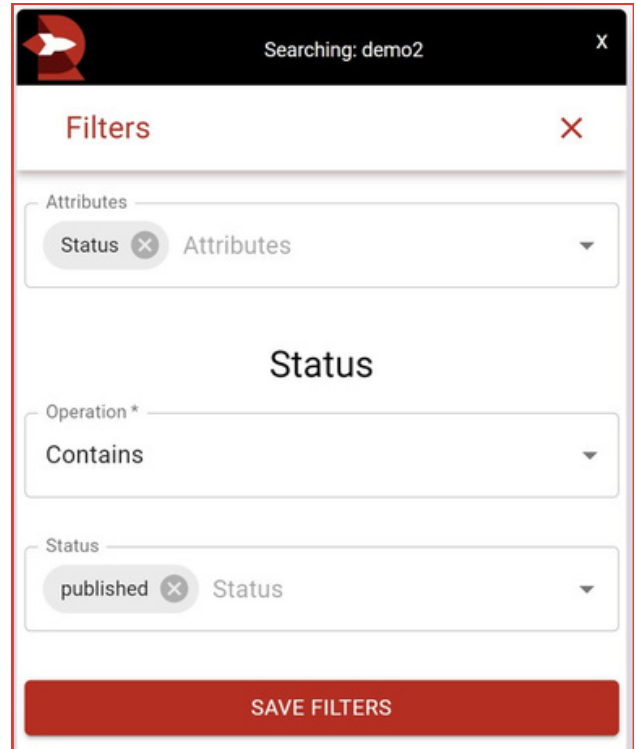 Searching: demo2
X
Filters
Attributes
Status Attributes
Status
Operation *
Contains
Status
published Status
SAVE FILTERS